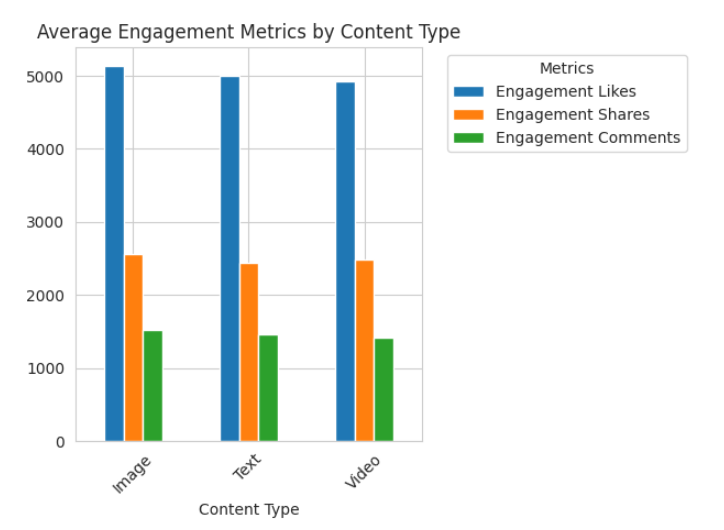 Average Engagement Metrics by Content Type
Metrics
Engagement Likes
Engagement Shares
Engagement Comments
5000
4000
3000
2000
1000
0
Image
Text
Video
Content Type